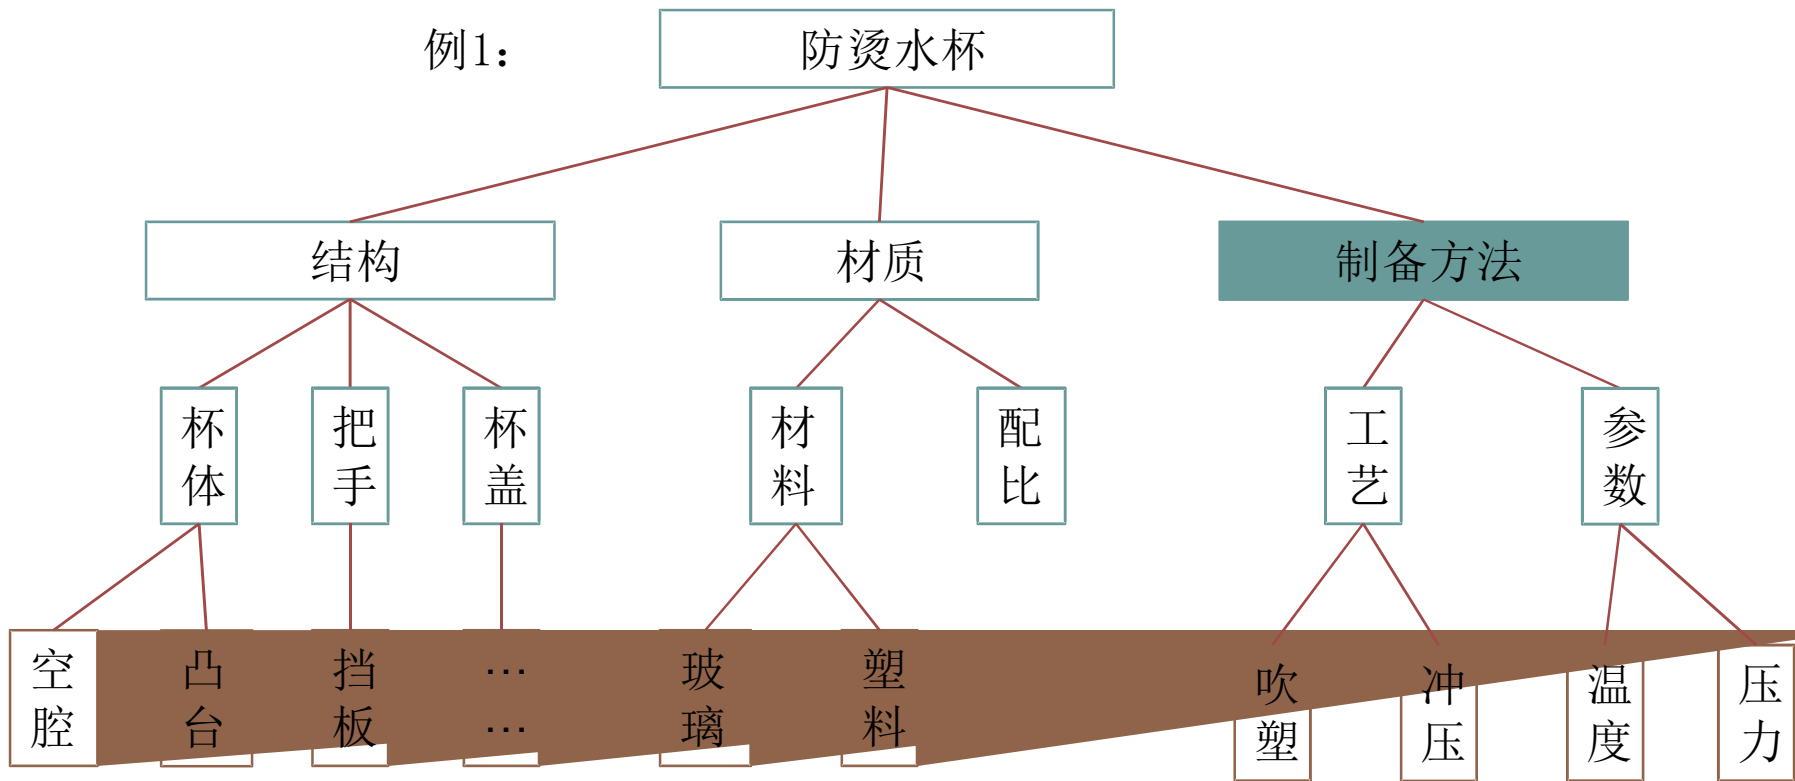 例1：
防烫水杯
结构
材质
制备方法
杯体
把手
杯盖
材料
配比
工艺
参数
空腔
凸台
挡板
……
玻璃
塑料
吹塑
冲压
温度
压力